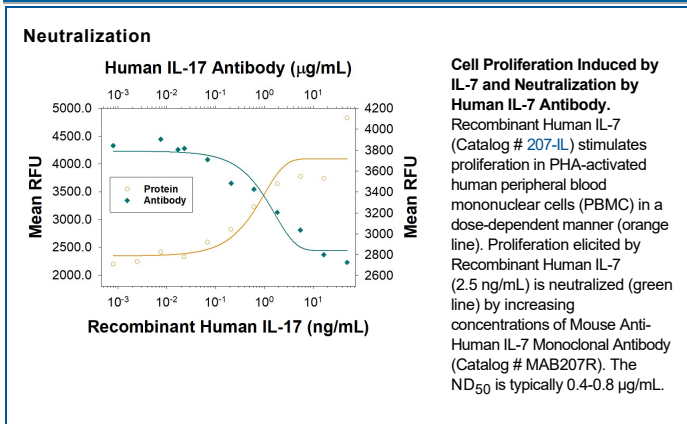 Neutralization
Human IL-17 Antibody (μg/mL)
10-3 10-2 10-1 100 101
5000.0 4200
4500.0 4000
4000.0 3800
3500.0 3600
3000.0 3400
2500.0 3200
2000.0 3000
2800
2600
Mean RFU
Mean RFU
Protein
Antibody
10-3 10-2 10-1 100 101
Recombinant Human IL-17 (ng/mL)
Cell Proliferation Induced by
IL-7 and Neutralization by
Human IL-7 Antibody.
Recombinant Human IL-7
(Catalog # 207-IL) stimulates
proliferation in PHA-activated
human peripheral blood
mononuclear cells (PBMC) in a
dose-dependent manner (orange
line). Proliferation elicited by
Recombinant Human IL-7
(2.5 ng/mL) is neutralized (green
line) by increasing
concentrations of Mouse Anti-
Human IL-7 Monoclonal Antibody
(Catalog # MAB207R). The
ND50 is typically 0.4-0.8 µg/mL.